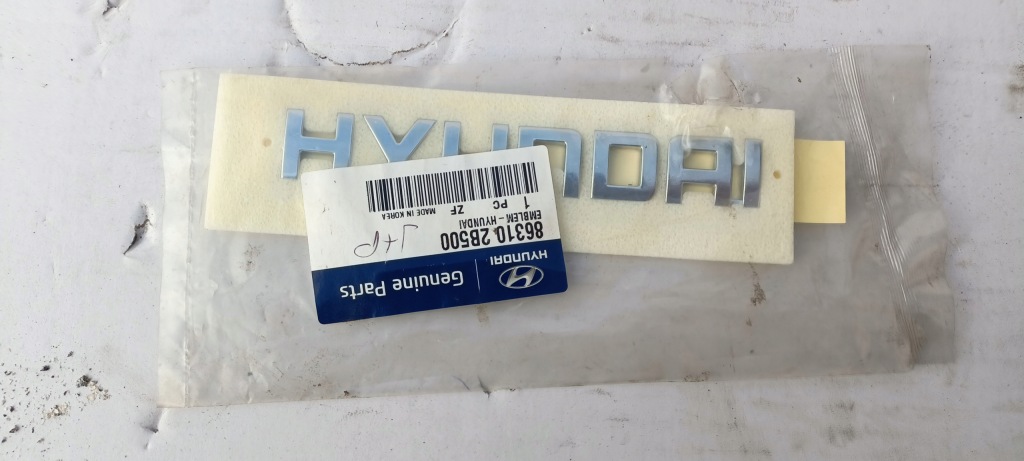 HYUNDAI
HYUNDAI
Genuine Parts
86310 2B500
EMBLEM - HYUNDAI
1 PC ZF MADE IN KOREA
J+P